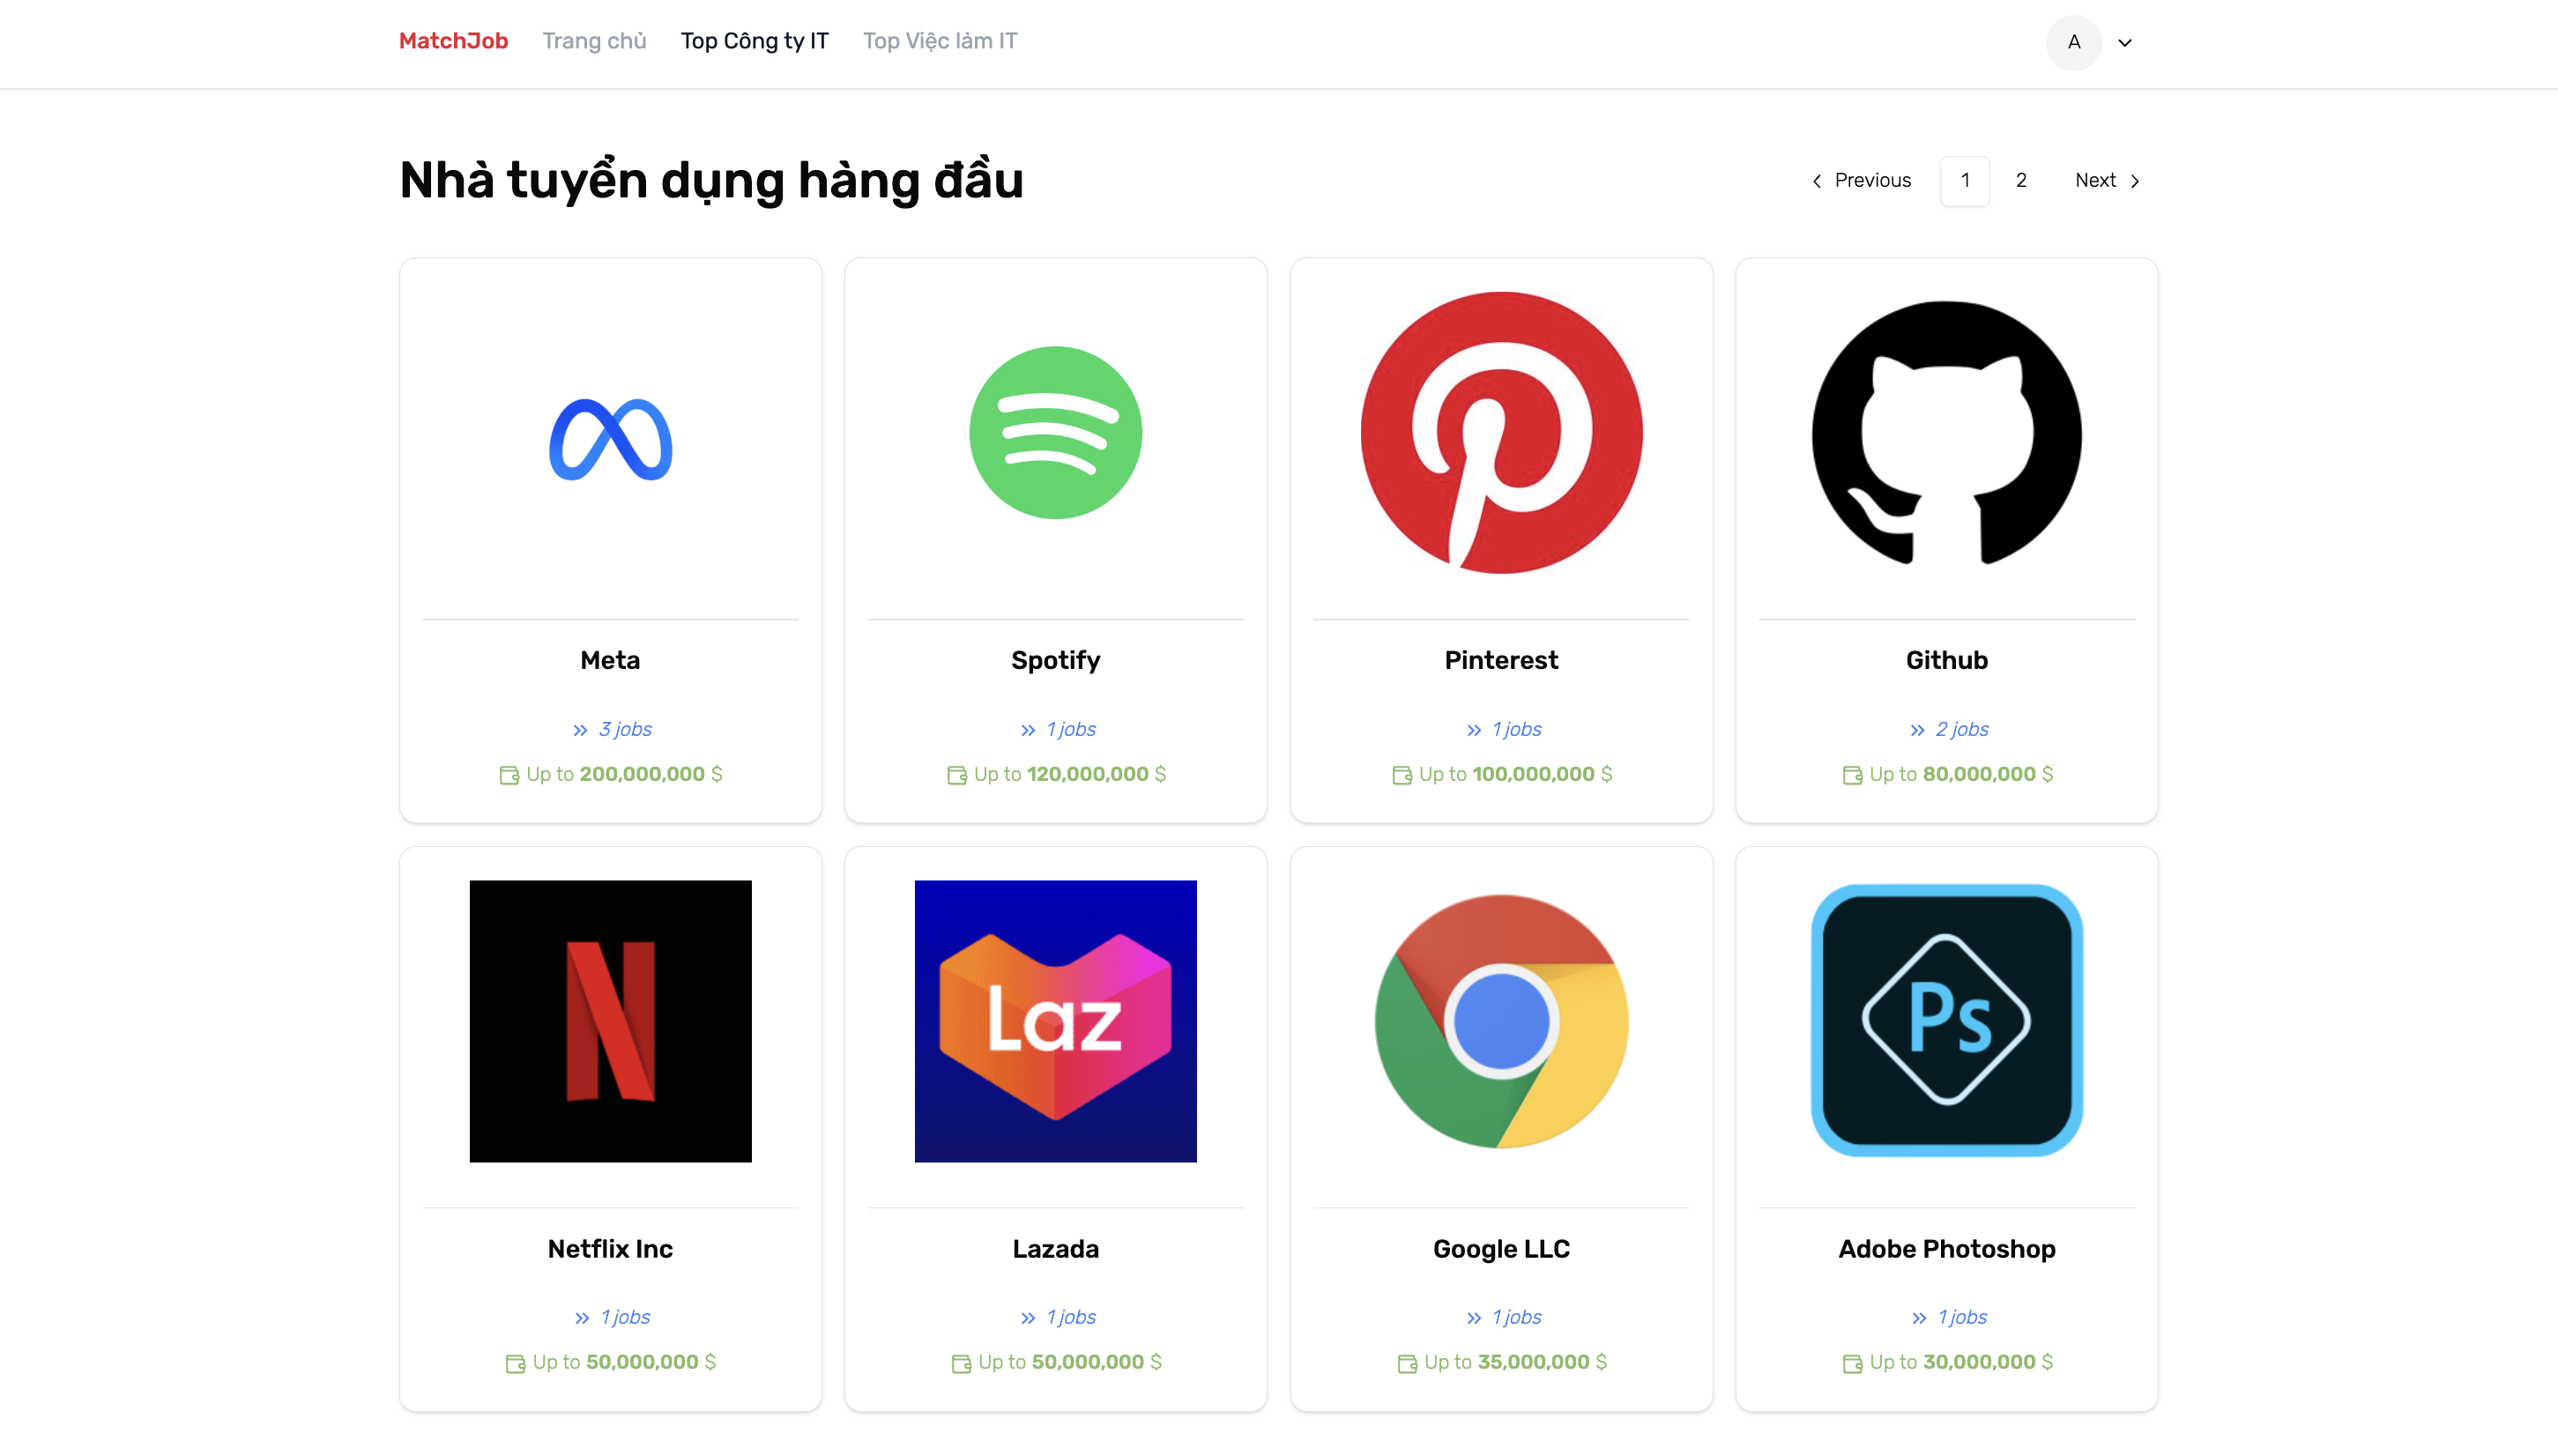 MatchJob Trang chủ Top Công ty IT Top Việc làm IT A
Nhà tuyển dụng hàng đầu
Previous 1 2 Next
Meta
3 jobs
Up to 200,000,000 $
Spotify
1 jobs
Up to 120,000,000 $
Pinterest
1 jobs
Up to 100,000,000 $
Github
2 jobs
Up to 80,000,000 $
N
Netflix Inc
1 jobs
Up to 50,000,000 $
Laz
Lazada
1 jobs
Up to 50,000,000 $
Google LLC
1 jobs
Up to 35,000,000 $
Ps
Adobe Photoshop
1 jobs
Up to 30,000,000 $